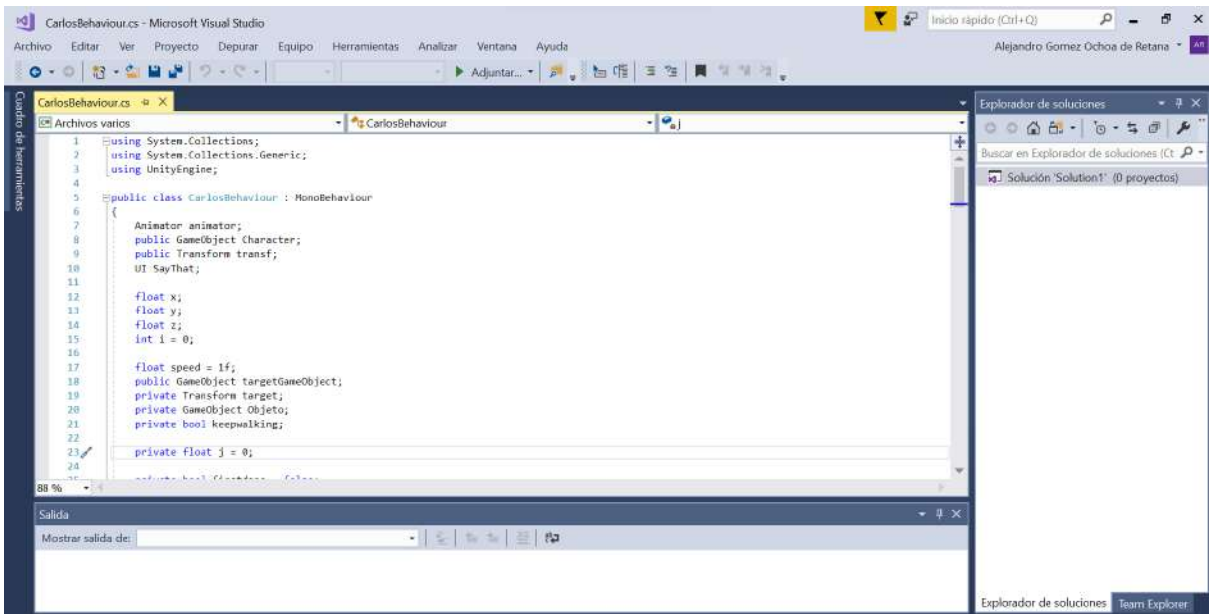 CarlosBehaviour.cs - Microsoft Visual Studio
Inicio rápido (Ctrl+Q)
Archivo Editar Ver Proyecto Depurar Equipo Herramientas Analizar Ventana Ayuda
Alejandro Gomez Ochoa de Retana
Adjuntar...
Cuadro de herramientas
CarlosBehaviour.cs
Archivos varios
CarlosBehaviour
j
1 using System.Collections;
2 using System.Collections.Generic;
3 using UnityEngine;
4
5 public class CarlosBehaviour : MonoBehaviour
6 {
7 Animator animator;
8 public GameObject Character;
9 public Transform transf;
10 UI SayThat;
11
12 float x;
13 float y;
14 float z;
15 int i = 0;
16
17 float speed = 1f;
18 public GameObject targetGameObject;
19 private Transform target;
20 private GameObject Objeto;
21 private bool keepwalking;
22
23 private float j = 0;
24
88 %
Salida
Mostrar salida de:
Explorador de soluciones
Buscar en Explorador de soluciones (Ct
Solución 'Solution1' (0 proyectos)
Explorador de soluciones Team Explorer